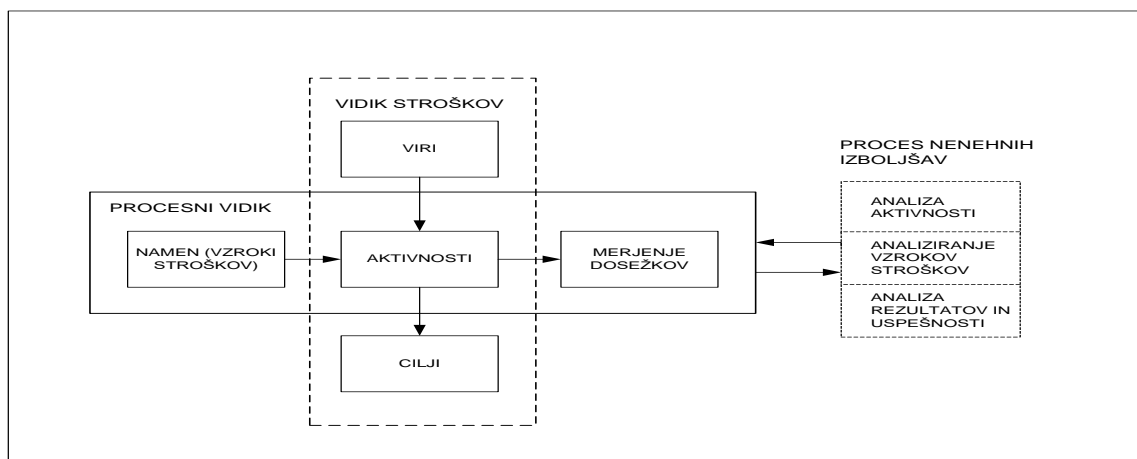 VIDIK STROŠKOV
VIRI
PROCESNI VIDIK
NAMEN (VZROKI
STROŠKOV)
AKTIVNOSTI
MERJENJE
DOSEŽKOV
CILJI
PROCES NENEHNIH
IZBOLJŠAV
ANALIZA
AKTIVNOSTI
ANALIZIRANJE
VZROKOV
STROŠKOV
ANALIZA
REZULTATOV IN
USPEŠNOSTI